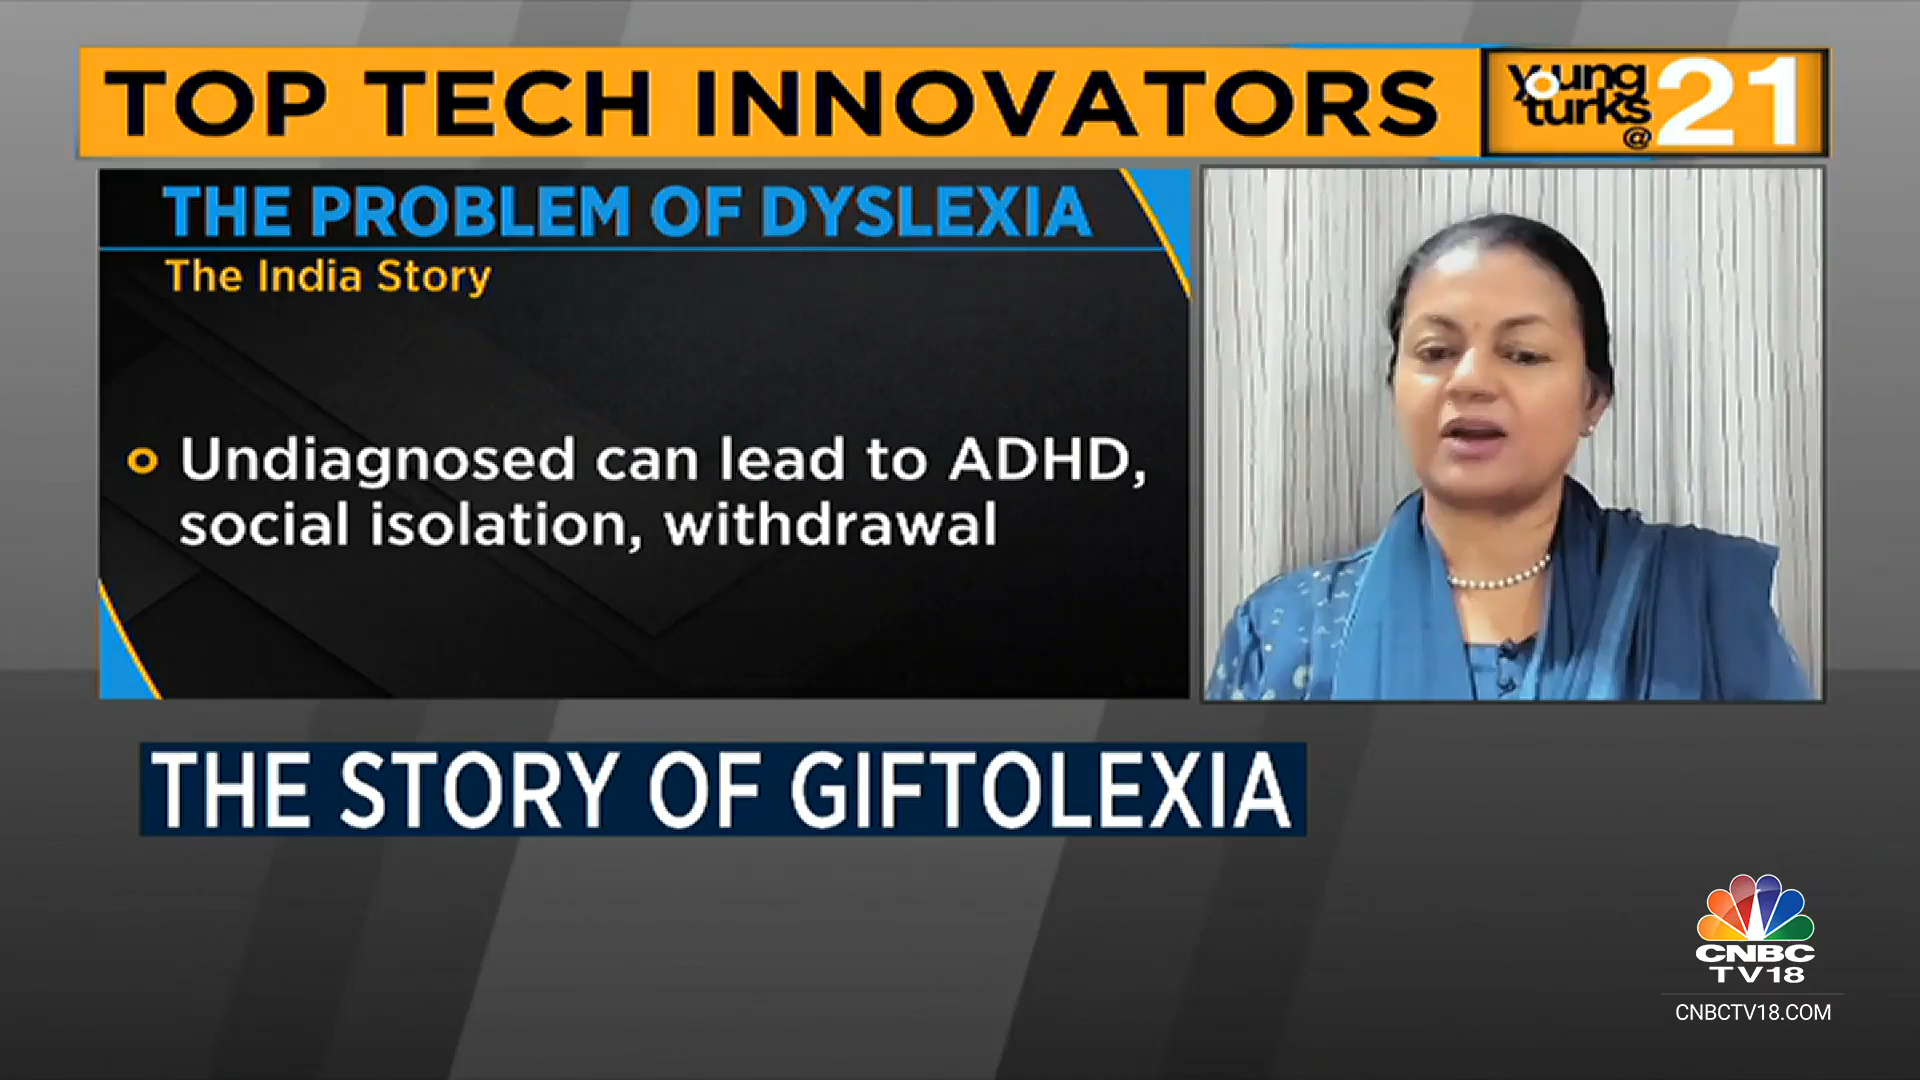 TOP TECH INNOVATORS
young
turks
@21
THE PROBLEM OF DYSLEXIA
The India Story
Undiagnosed can lead to ADHD,
social isolation, withdrawal
THE STORY OF GIFTOLEXIA
CNBC
TV18
CNBCTV18.COM